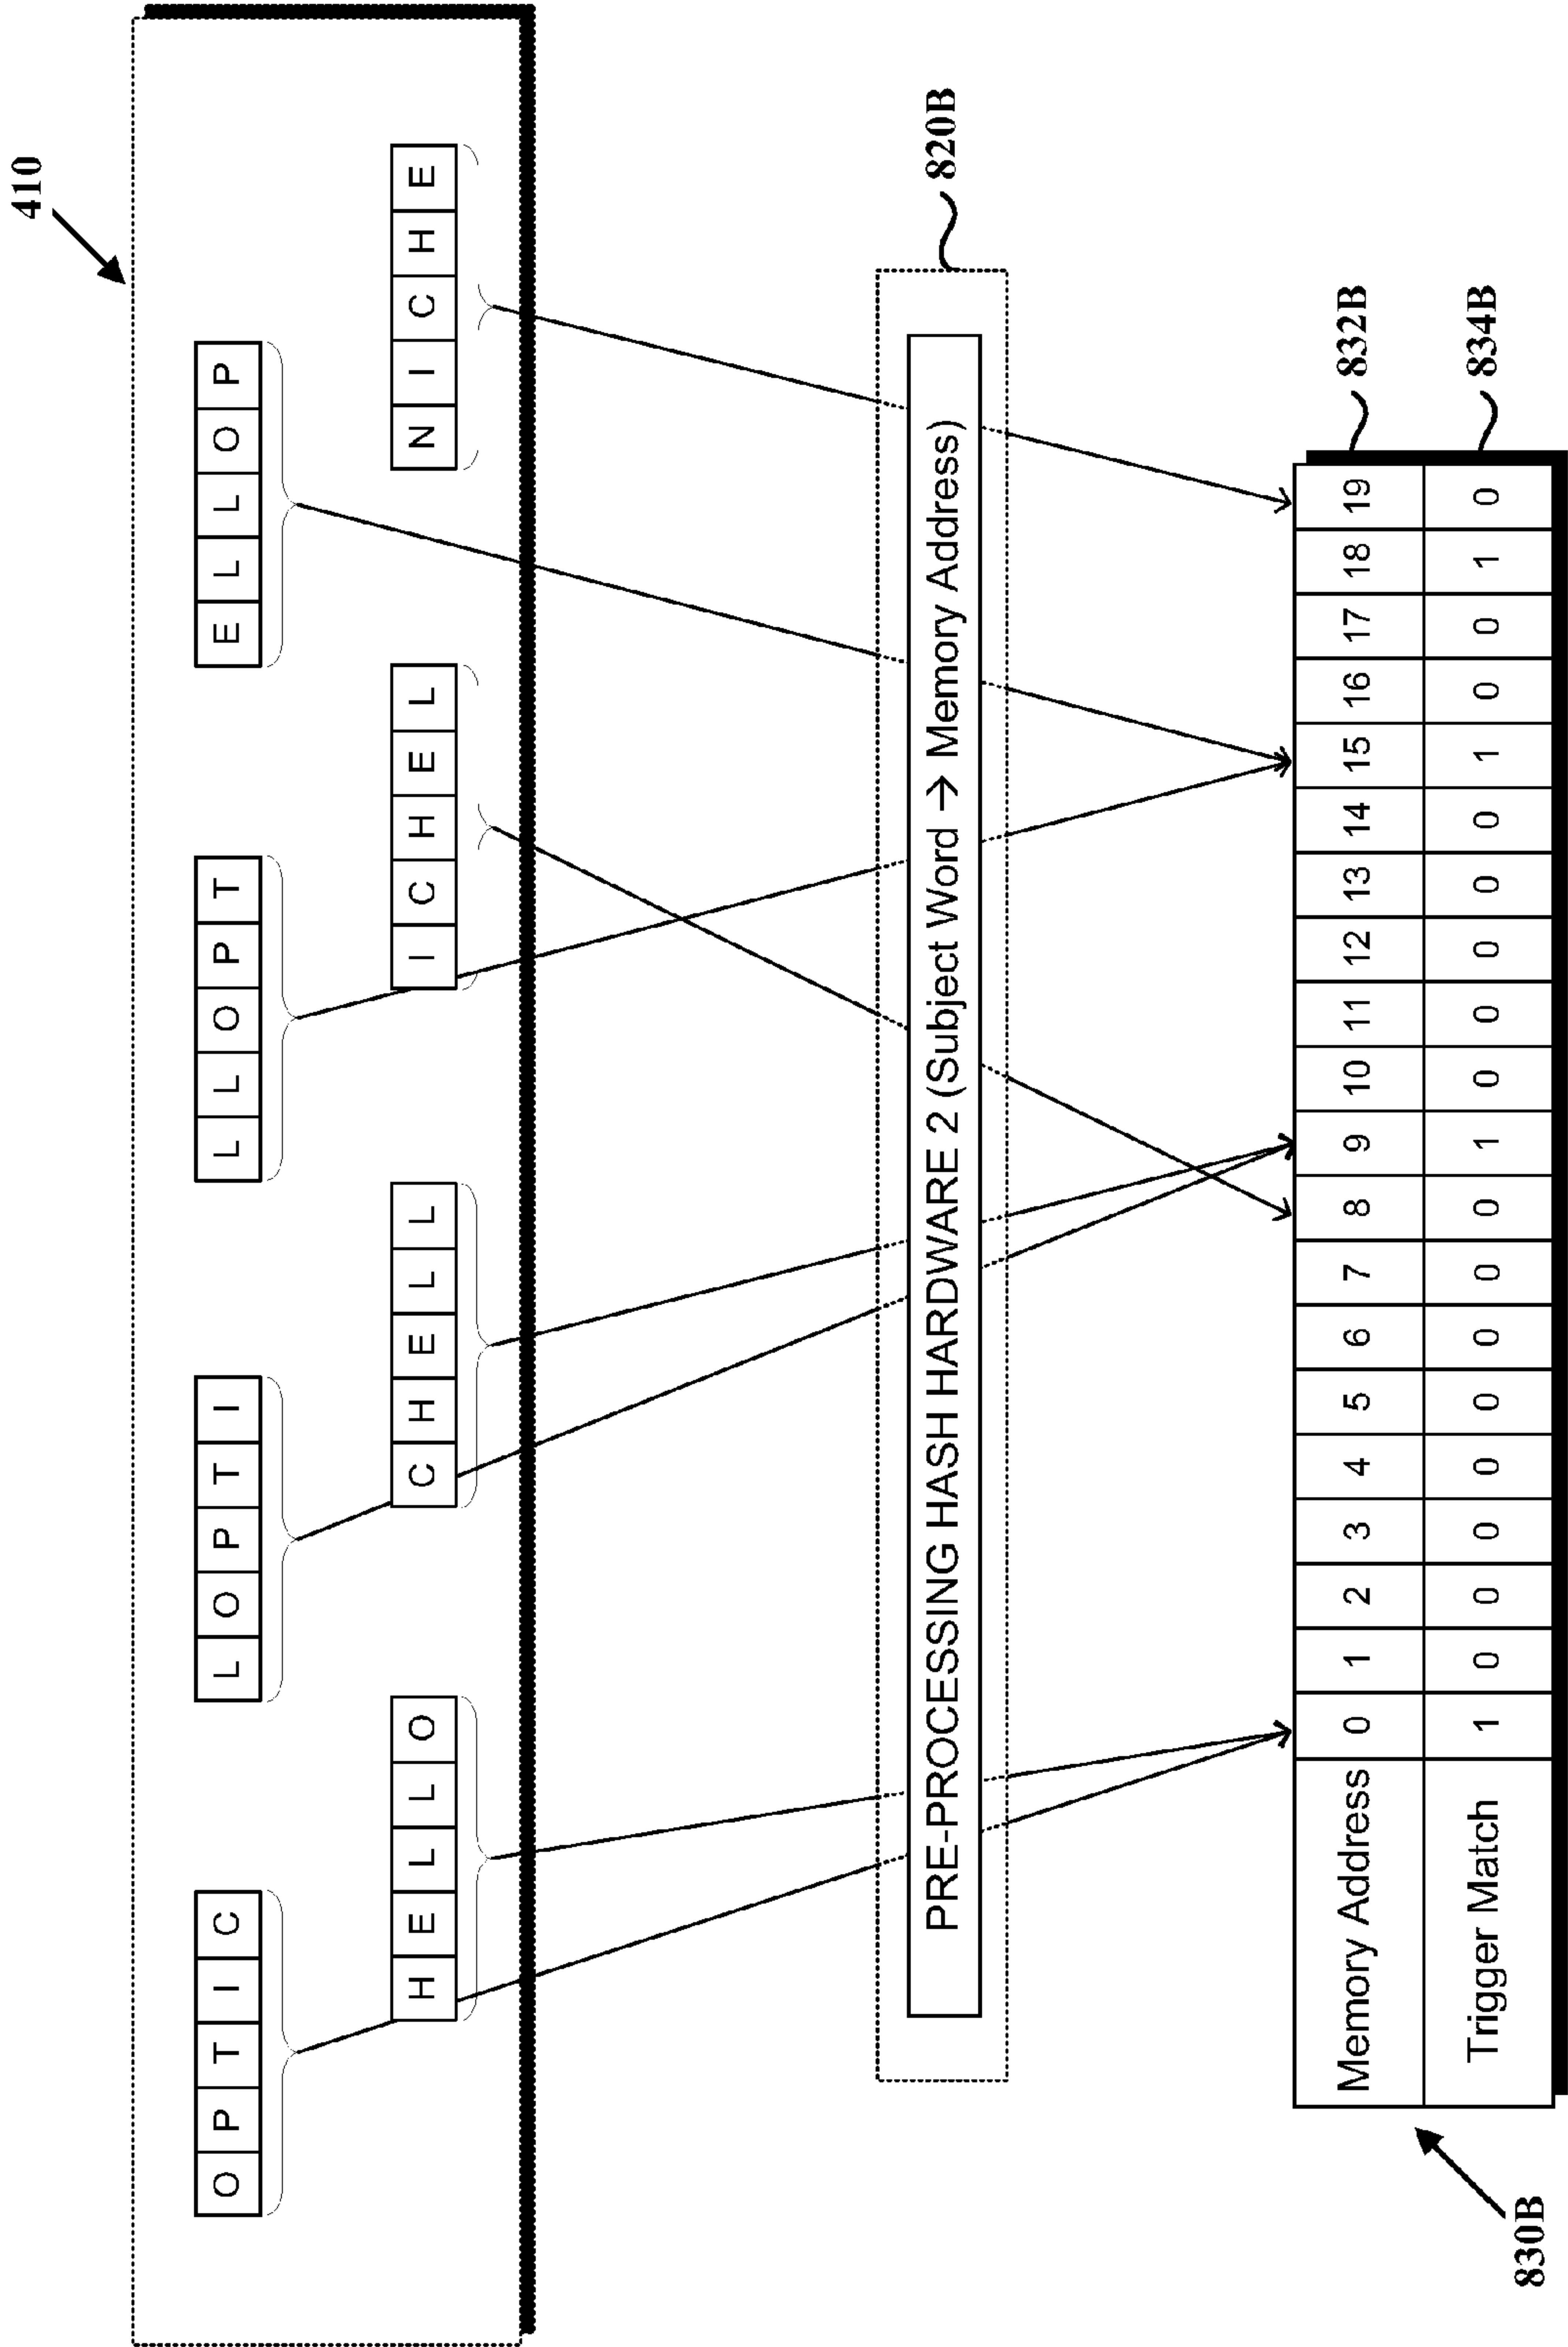 410
O P T I C
L O P T I
L L O P T
E L L O P
H E L L O
C H E L L
I C H E L
N I C H E
820B
PRE-PROCESSING HASH HARDWARE 2 (Subject Word → Memory Address)
Memory Address 0 1 2 3 4 5 6 7 8 9 10 11 12 13 14 15 16 17 18 19
832B
Trigger Match 1 0 0 0 0 0 0 0 0 1 0 0 0 0 0 1 0 0 1 0
834B
830B